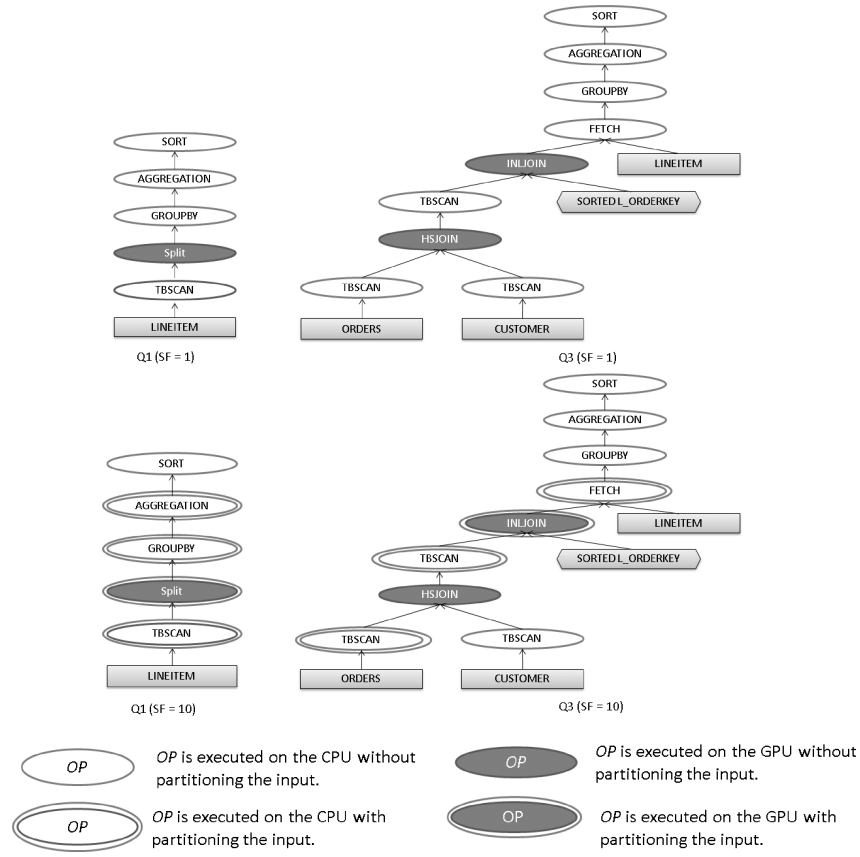 SORT
AGGREGATION
GROUPBY
Split
TBSCAN
LINEITEM
Q1 (SF = 1)
SORT
AGGREGATION
GROUPBY
FETCH
INLJOIN
LINEITEM
TBSCAN
SORTED L_ORDERKEY
HSJOIN
TBSCAN
TBSCAN
ORDERS
CUSTOMER
Q3 (SF = 1)
SORT
AGGREGATION
GROUPBY
Split
TBSCAN
LINEITEM
Q1 (SF = 10)
SORT
AGGREGATION
GROUPBY
FETCH
INLJOIN
LINEITEM
TBSCAN
SORTED L_ORDERKEY
HSJOIN
TBSCAN
TBSCAN
ORDERS
CUSTOMER
Q3 (SF = 10)
OP
OP is executed on the CPU without
partitioning the input.
OP
OP is executed on the GPU without
partitioning the input.
OP
OP is executed on the CPU with
partitioning the input.
OP
OP is executed on the GPU with
partitioning the input.